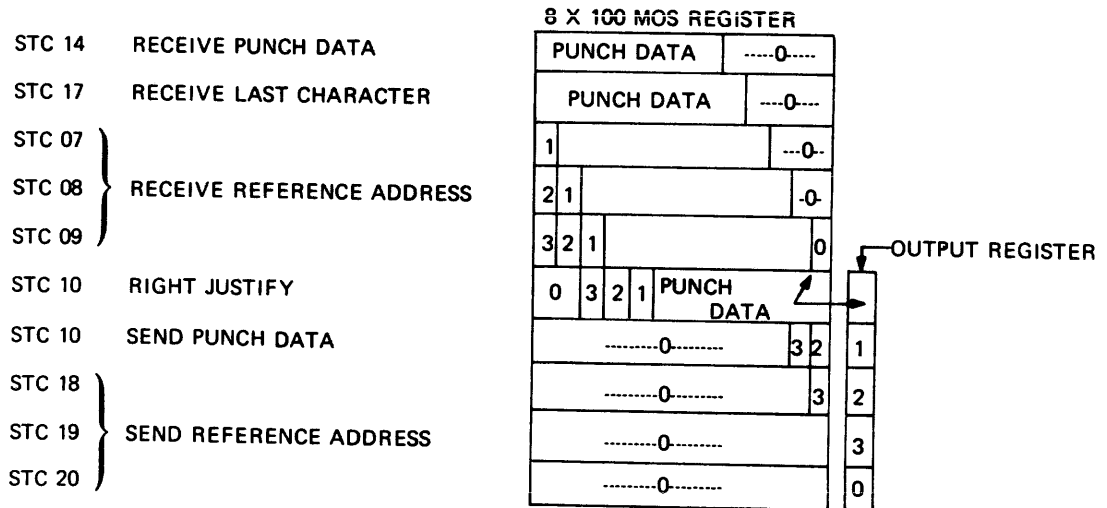 8 X 100 MOS REGISTER
STC 14 RECEIVE PUNCH DATA PUNCH DATA -----0-----
STC 17 RECEIVE LAST CHARACTER PUNCH DATA ----0----
STC 07 1 ---0--
STC 08 RECEIVE REFERENCE ADDRESS 2 1 -0-
STC 09 3 2 1 0 OUTPUT REGISTER
STC 10 RIGHT JUSTIFY 0 3 2 1 PUNCH DATA
STC 10 SEND PUNCH DATA ---------0--------- 3 2 1
STC 18 ---------0--------- 3 2
STC 19 SEND REFERENCE ADDRESS ---------0--------- 3
STC 20 ---------0--------- 0